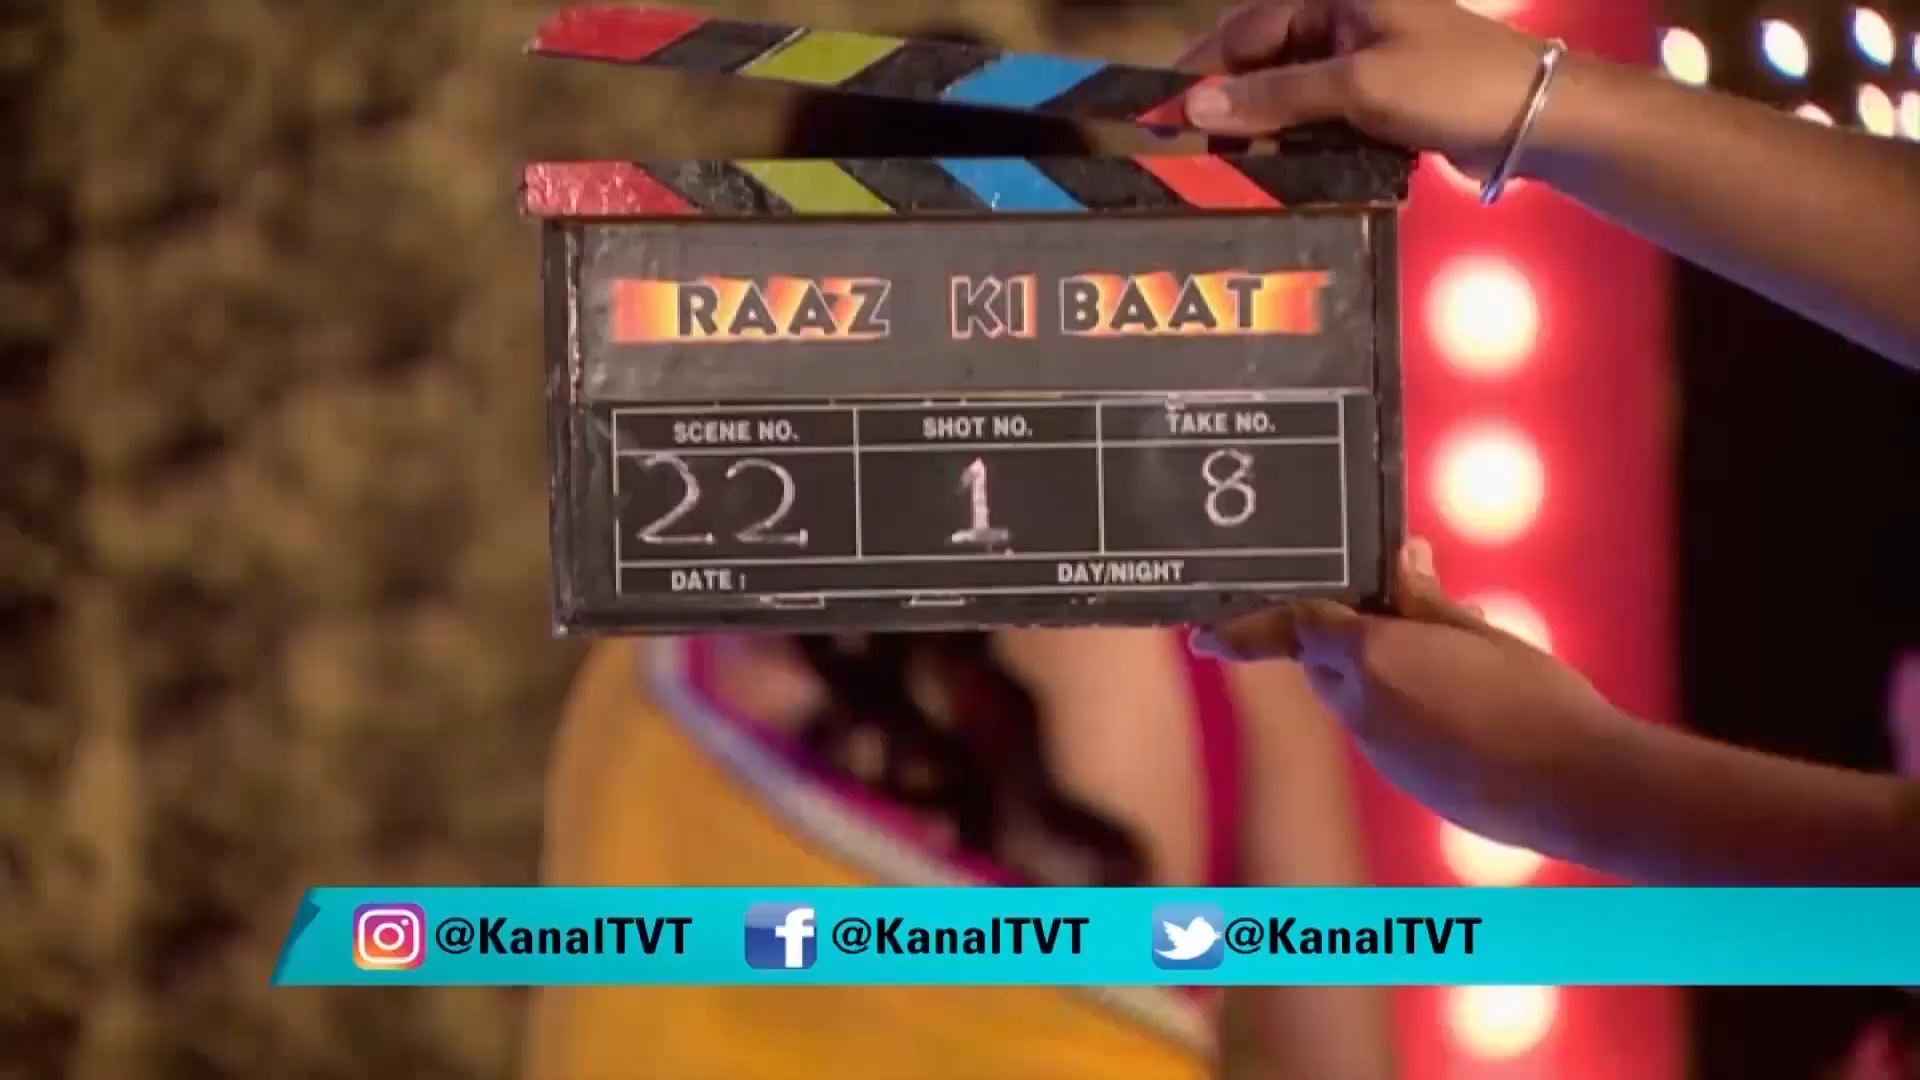 RAAZ KI BAAT
SCENE NO. SHOT NO. TAKE NO.
22 1 8
DATE : DAY/NIGHT
@KanalTVT @KanalTVT @KanalTVT